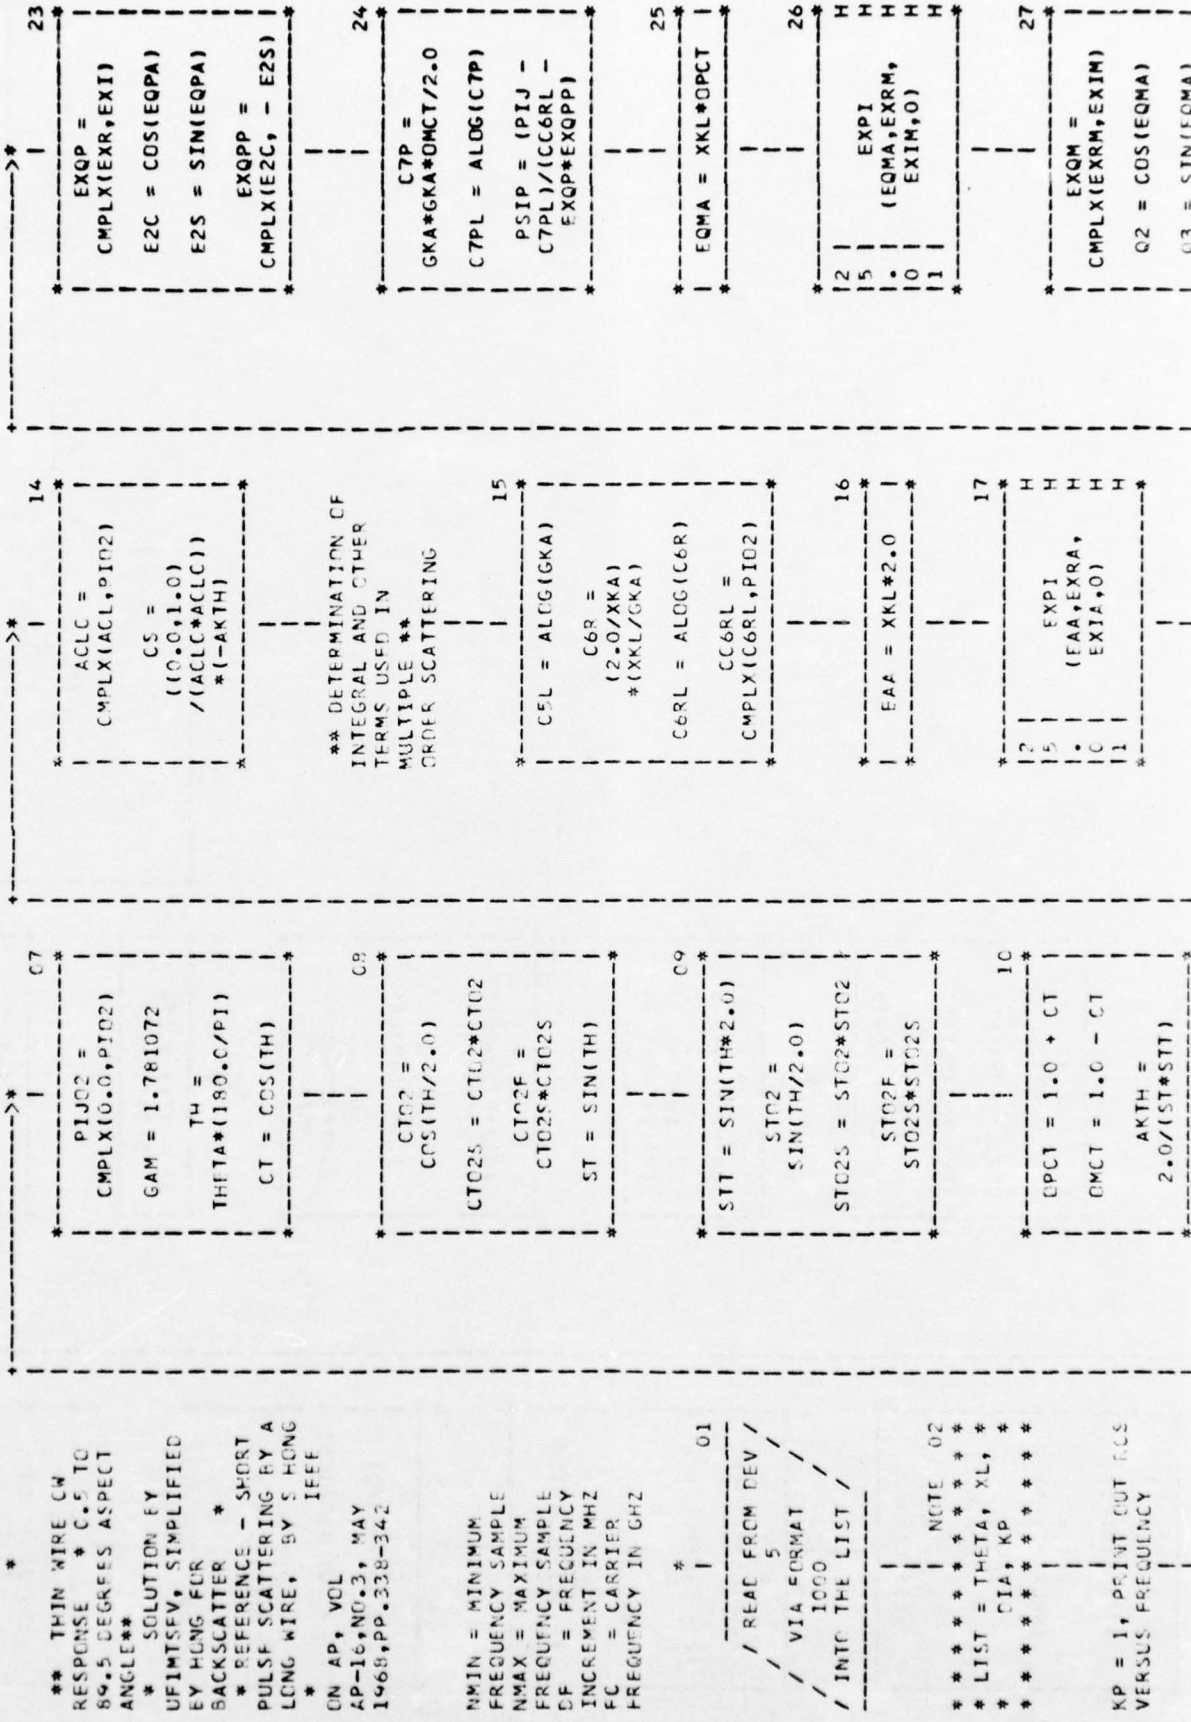 ** THIN WIRE CW
RESPONSE * 0.5 TO
89.5 DEGREES ASPECT
ANGLE**
* SOLUTION BY
UFIMTSEV, SIMPLIFIED
BY HONG FOR
BACKSCATTER *
* REFERENCE - SHORT
PULSE SCATTERING BY A
LONG WIRE, BY S HONG
* IEEE
ON AP, VOL
AP-16,NO.3, MAY
1968,PP.338-342
NMIN = MINIMUM
FREQUENCY SAMPLE
NMAX = MAXIMUM
FREQUENCY SAMPLE
DF = FREQUENCY
INCREMENT IN MHZ
FC = CARRIER
FREQUENCY IN GHZ
01
/ READ FROM DEV /
5
/ VIA FORMAT /
1000
/ INTO THE LIST /
NOTE 02
* * * * * * * * * * *
* LIST = THETA, XL, *
* DIA, KP *
* * * * * * * * * * *
KP = 1, PRINT OUT RCS
VERSUS FREQUENCY
07
PIJO2 =
CMPLX(0.0,PIO2)
GAM = 1.781072
TH =
THETA*(180.0/PI)
CT = COS(TH)
08
CTO2 =
COS(TH/2.0)
CTO2S = CTO2*CTO2
CTO2F =
CTO2S*CTO2S
ST = SIN(TH)
09
STT = SIN(TH*2.0)
STO2 =
SIN(TH/2.0)
STO2S = STO2*STO2
STO2F =
STO2S*STO2S
10
OPCT = 1.0 + CT
OMCT = 1.0 - CT
AKTH =
2.0/(ST*STT)
14
ACLC =
CMPLX(ACL,PIO2)
CS =
((0.0,1.0)
/(ACLC*ACLC))
*(-AKTH)
** DETERMINATION OF
INTEGRAL AND OTHER
TERMS USED IN
MULTIPLE **
ORDER SCATTERING
15
C5L = ALOG(GKA)
C6R =
(2.0/XKA)
*(XKL/GKA)
C6RL = ALOG(C6R)
CC6RL =
CMPLX(C6RL,PIO2)
16
EAA = XKL*2.0
17
|2 | H
|5 | EXPI H
|. | (EAA,EXRA, H
|0 | EXIA,0) H
|1 | H
23
EXQP =
CMPLX(EXR,EXI)
E2C = COS(EQPA)
E2S = SIN(EQPA)
EXQPP =
CMPLX(E2C, - E2S)
24
C7P =
GKA*GKA*OMCT/2.0
C7PL = ALOG(C7P)
PSIP = (PIJ -
C7PL)/(CC6RL -
EXQP*EXQPP)
25
EQMA = XKL*OPCT
26
|2 | H
|5 | EXPI H
|. | (EQMA,EXRM, H
|0 | EXIM,0) H
|1 | H
27
EXQM =
CMPLX(EXRM,EXIM)
Q2 = COS(EQMA)
Q3 = SIN(EQMA)